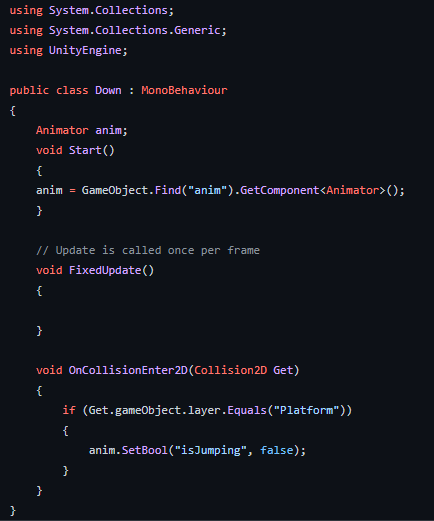 using System.Collections;
using System.Collections.Generic;
using UnityEngine;

public class Down : MonoBehaviour
{
    Animator anim;
    void Start()
    {
    anim = GameObject.Find("anim").GetComponent<Animator>();
    }

    // Update is called once per frame
    void FixedUpdate()
    {

    }

    void OnCollisionEnter2D(Collision2D Get)
    {
        if (Get.gameObject.layer.Equals("Platform"))
        {
            anim.SetBool("isJumping", false);
        }
    }
}